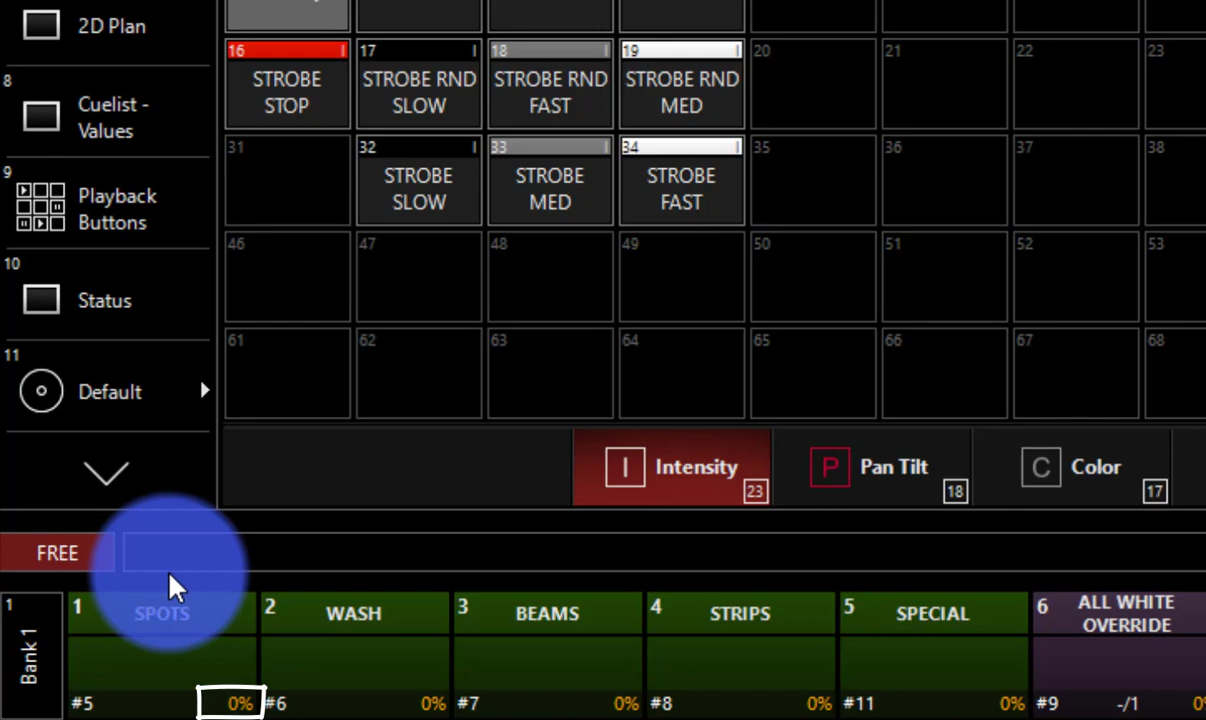 2D Plan
8
Cuelist -
Values
9
Playback
Buttons
10
Status
11
Default
16 I 17 I 18 I 19 I 20 21 22 23
STROBE STOP
STROBE RND SLOW
STROBE RND FAST
STROBE RND MED
31 32 I 33 I 34 I 35 36 37 38
STROBE SLOW
STROBE MED
STROBE FAST
46 47 48 49 50 51 52 53
61 62 63 64 65 66 67 68
I Intensity 23
P Pan Tilt 18
C Color 17
FREE
1 Bank 1
1 SPOTS
#5 0%
2 WASH
#6 0%
3 BEAMS
#7 0%
4 STRIPS
#8 0%
5 SPECIAL
#11 0%
6 ALL WHITE
OVERRIDE
#9 -/1